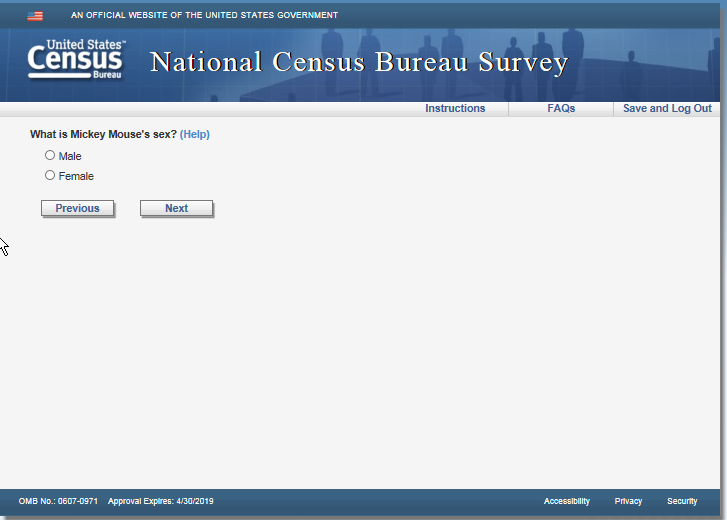 AN OFFICIAL WEBSITE OF THE UNITED STATES GOVERNMENT
United States™
Census
Bureau
National Census Bureau Survey
Instructions FAQs Save and Log Out
What is Mickey Mouse's sex? (Help)
Male
Female
Previous Next
OMB No.: 0607-0971 Approval Expires: 4/30/2019 Accessibility Privacy Security